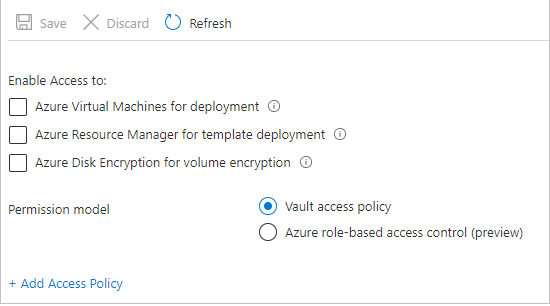 Save Discard Refresh
Enable Access to:
Azure Virtual Machines for deployment
Azure Resource Manager for template deployment
Azure Disk Encryption for volume encryption
Permission model
Vault access policy
Azure role-based access control (preview)
+ Add Access Policy